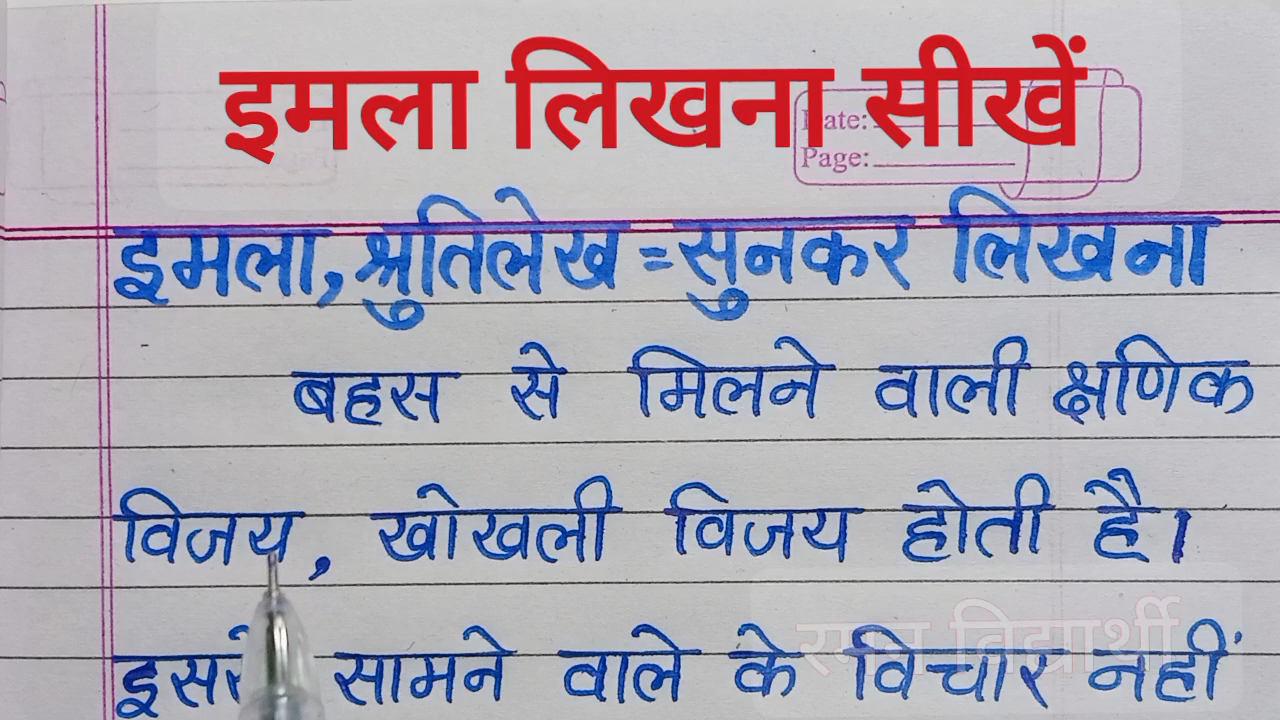 इमला लिखना सीखें
Date:
Page:
इमला, श्रुतिलेख = सुनकर लिखना
बहस से मिलने वाली क्षणिक
विजय, खोखली विजय होती है।
सामने वाले के विचार नहीं